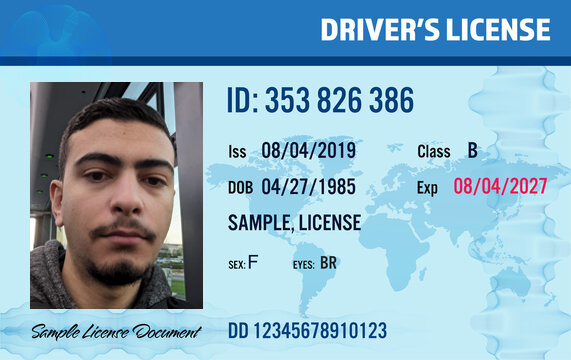 DRIVER'S LICENSE
ID: 353 826 386
Iss 08/04/2019 Class B
DOB 04/27/1985 Exp 08/04/2027
SAMPLE, LICENSE
SEX: F EYES: BR
Sample License Document DD 12345678910123